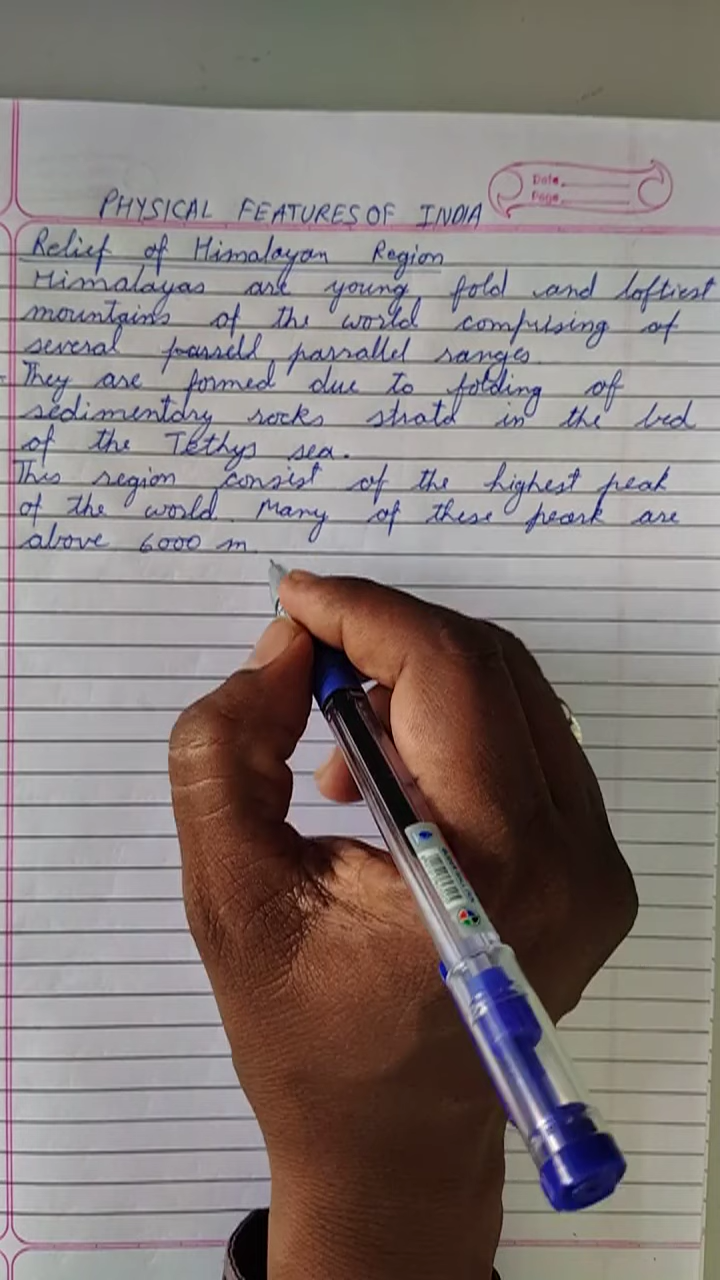 Date
Page
PHYSICAL FEATURES OF INDIA
Relief of Himalayan Region
Himalayas are young, fold and loftiest
mountains of the world comprising of
several parrell parrallel ranges.
They are formed due to folding of
sedimentary rocks strata in the bed
of the Tethys sea.
This region consist of the highest peak
of the world. Many of these peark are
above 6000 m.